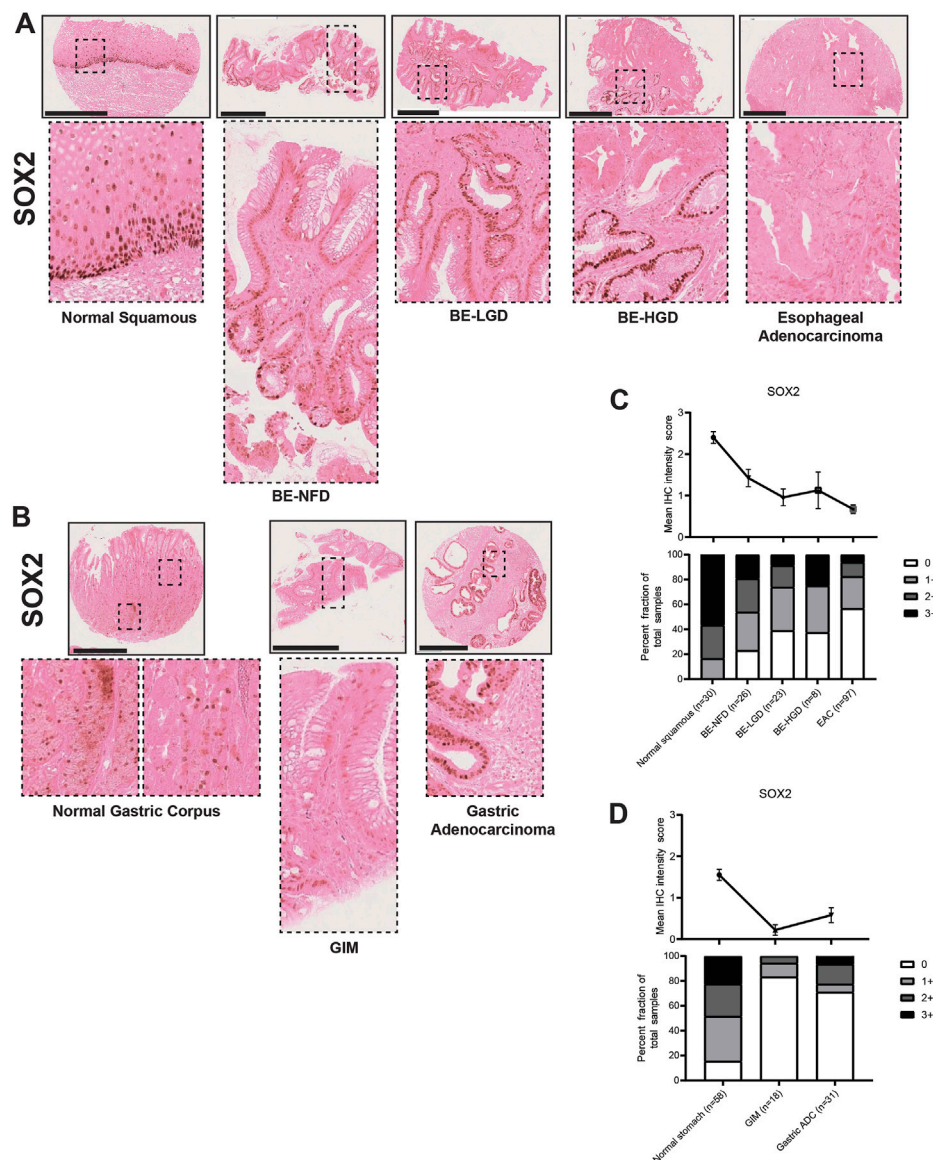 A
SOX2
Normal Squamous
BE-NFD
BE-LGD
BE-HGD
Esophageal
Adenocarcinoma
B
SOX2
Normal Gastric Corpus
GIM
Gastric
Adenocarcinoma
C
SOX2
Mean IHC intensity score
3
2
1
0
Percent fraction of
total samples
100
80
60
40
20
0
Normal squamous (n=30)
BE-NFD (n=26)
BE-LGD (n=23)
BE-HGD (n=8)
EAC (n=97)
0
1-
2-
3-
D
SOX2
Mean IHC intensity score
3
2
1
0
Percent fraction of
total samples
100
80
60
40
20
0
Normal stomach (n=58)
GIM (n=18)
Gastric ADC (n=31)
0
1+
2+
3+